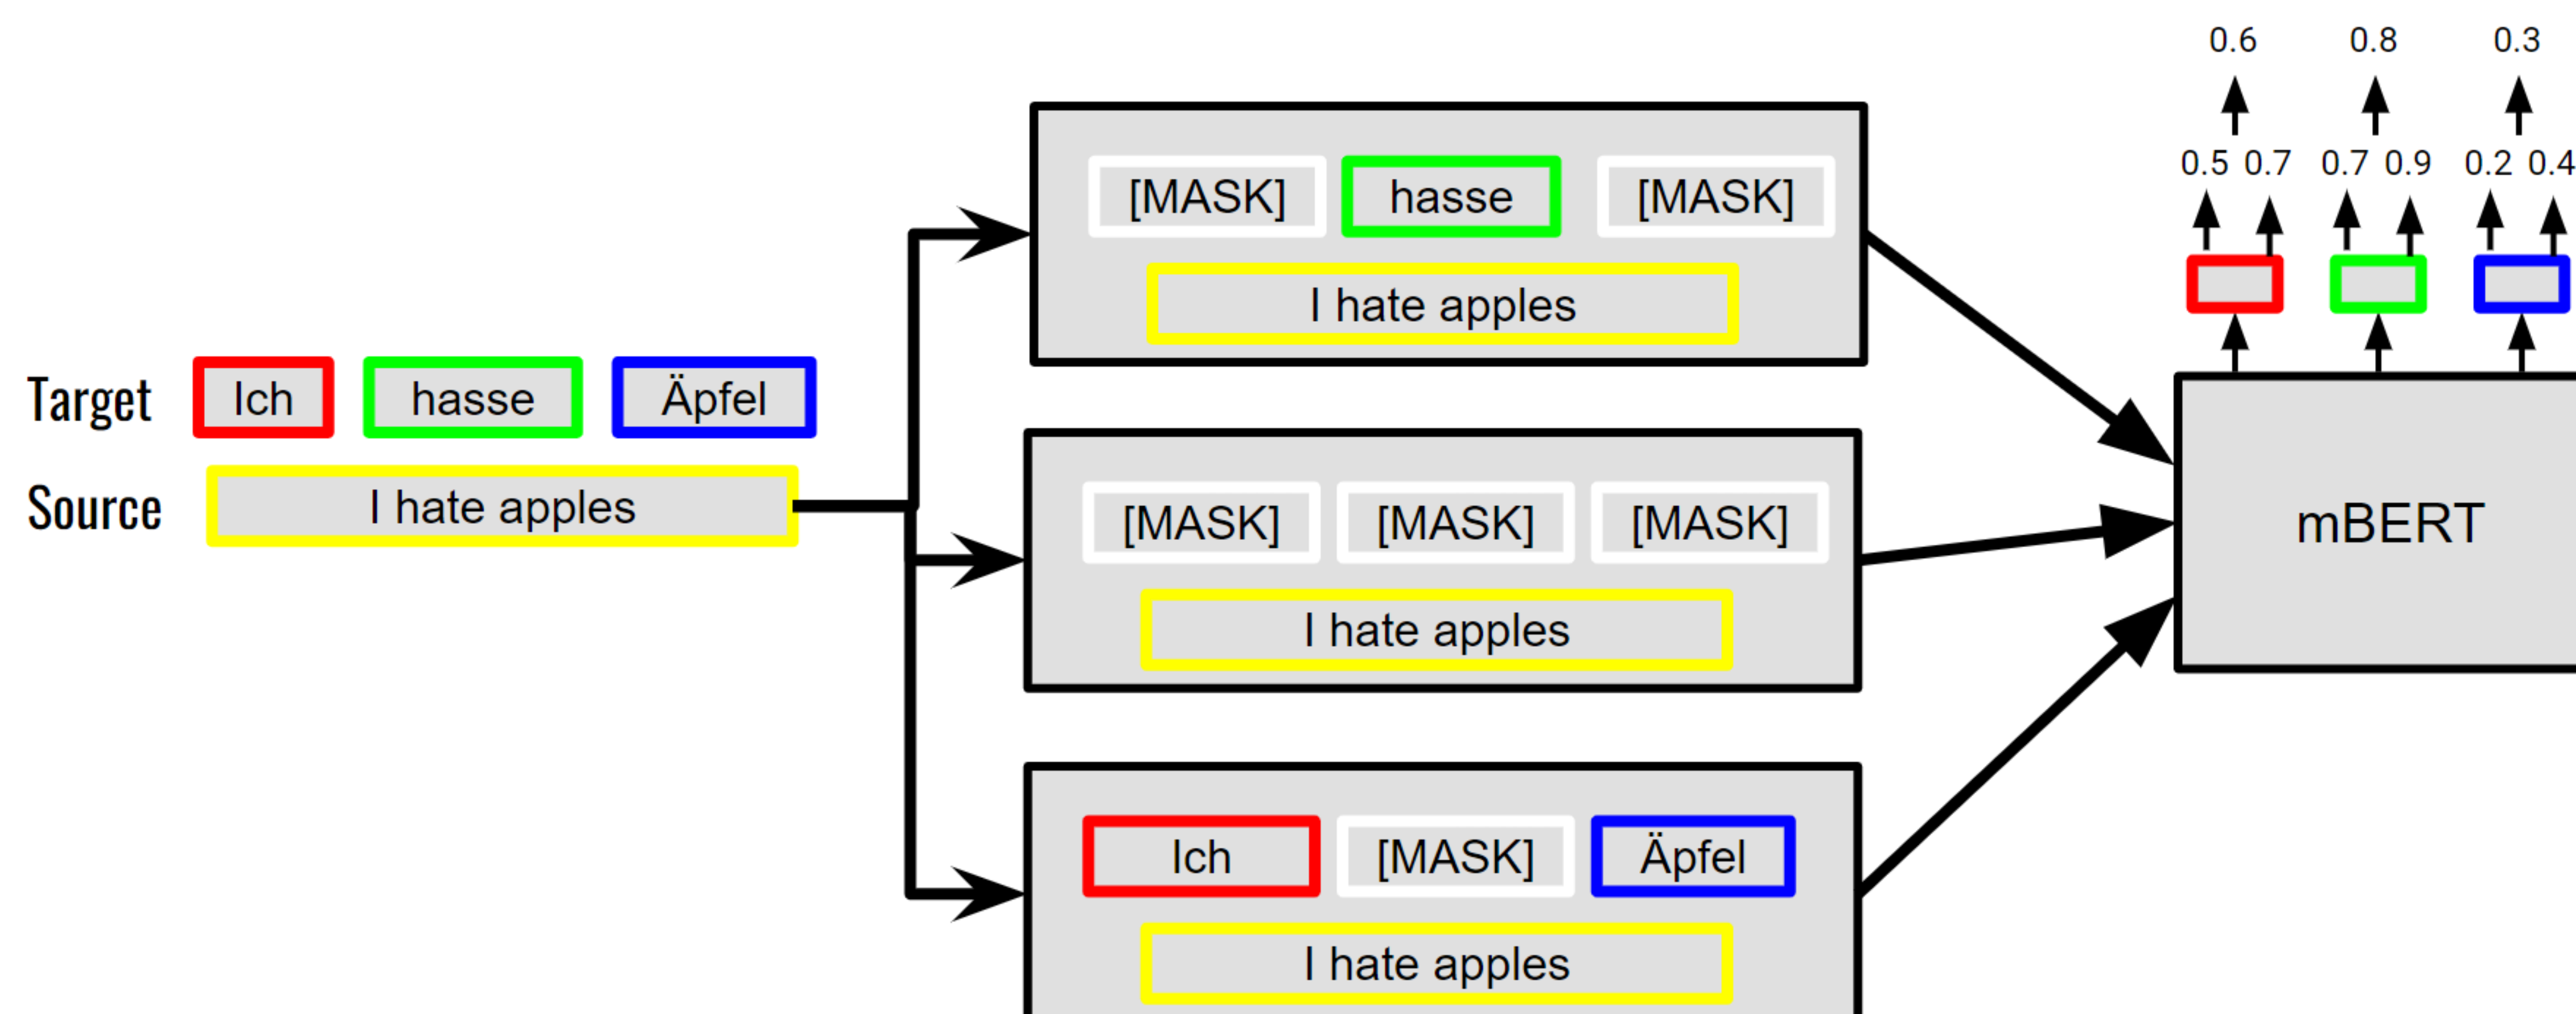 Target Ich hasse Äpfel
Source I hate apples
[MASK] hasse [MASK]
I hate apples
[MASK] [MASK] [MASK]
I hate apples
Ich [MASK] Äpfel
I hate apples
0.6 0.8 0.3
0.5 0.7 0.7 0.9 0.2 0.4
mBERT